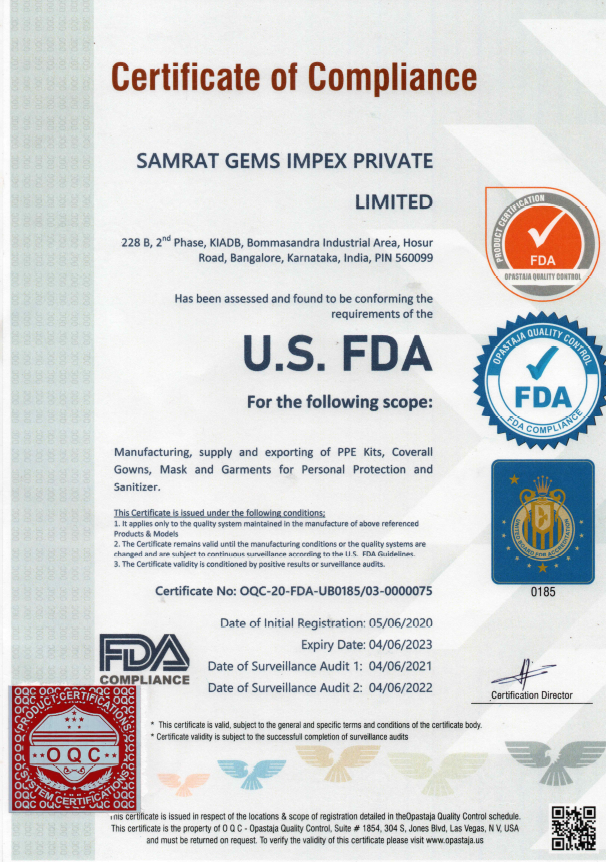 Certificate of Compliance
SAMRAT GEMS IMPEX PRIVATE
LIMITED
228 B, 2nd Phase, KIADB, Bommasandra Industrial Area, Hosur
Road, Bangalore, Karnataka, India, PIN 560099
PRODUCT CERTIFICATION
FDA
OPASTAJA QUALITY CONTROL
Has been assessed and found to be conforming the
requirements of the
U.S. FDA
For the following scope:
OPASTAJA QUALITY CONTROL
FDA
FDA COMPLIANCE
Manufacturing, supply and exporting of PPE Kits, Coverall
Gowns, Mask and Garments for Personal Protection and
Sanitizer.
UNITED BOARD FOR ACCREDITATION
0185
This Certificate is issued under the following conditions;
1. It applies only to the quality system maintained in the manufacture of above referenced
Products & Models
2. The Certificate remains valid until the manufacturing conditions or the quality systems are
changed and are subject to continuous surveillance according to the U.S. FDA Guidelines.
3. The Certificate validity is conditioned by positive results or surveillance audits.
Certificate No: OQC-20-FDA-UB0185/03-0000075
Date of Initial Registration: 05/06/2020
Expiry Date: 04/06/2023
Date of Surveillance Audit 1: 04/06/2021
Date of Surveillance Audit 2: 04/06/2022
FDA
COMPLIANCE
Certification Director
PRODUCT CERTIFICATIONS
OQC
SYSTEM CERTIFICATIONS
* This certificate is valid, subject to the general and specific terms and conditions of the certificate body.
* Certificate validity is subject to the successfull completion of surveillance audits
This certificate is issued in respect of the locations & scope of registration detailed in theOpastaja Quality Control schedule.
This certificate is the property of O Q C - Opastaja Quality Control, Suite # 1854, 304 S, Jones Blvd, Las Vegas, N V, USA
and must be returned on request. To verify the validity of this certificate please visit www.opastaja.us